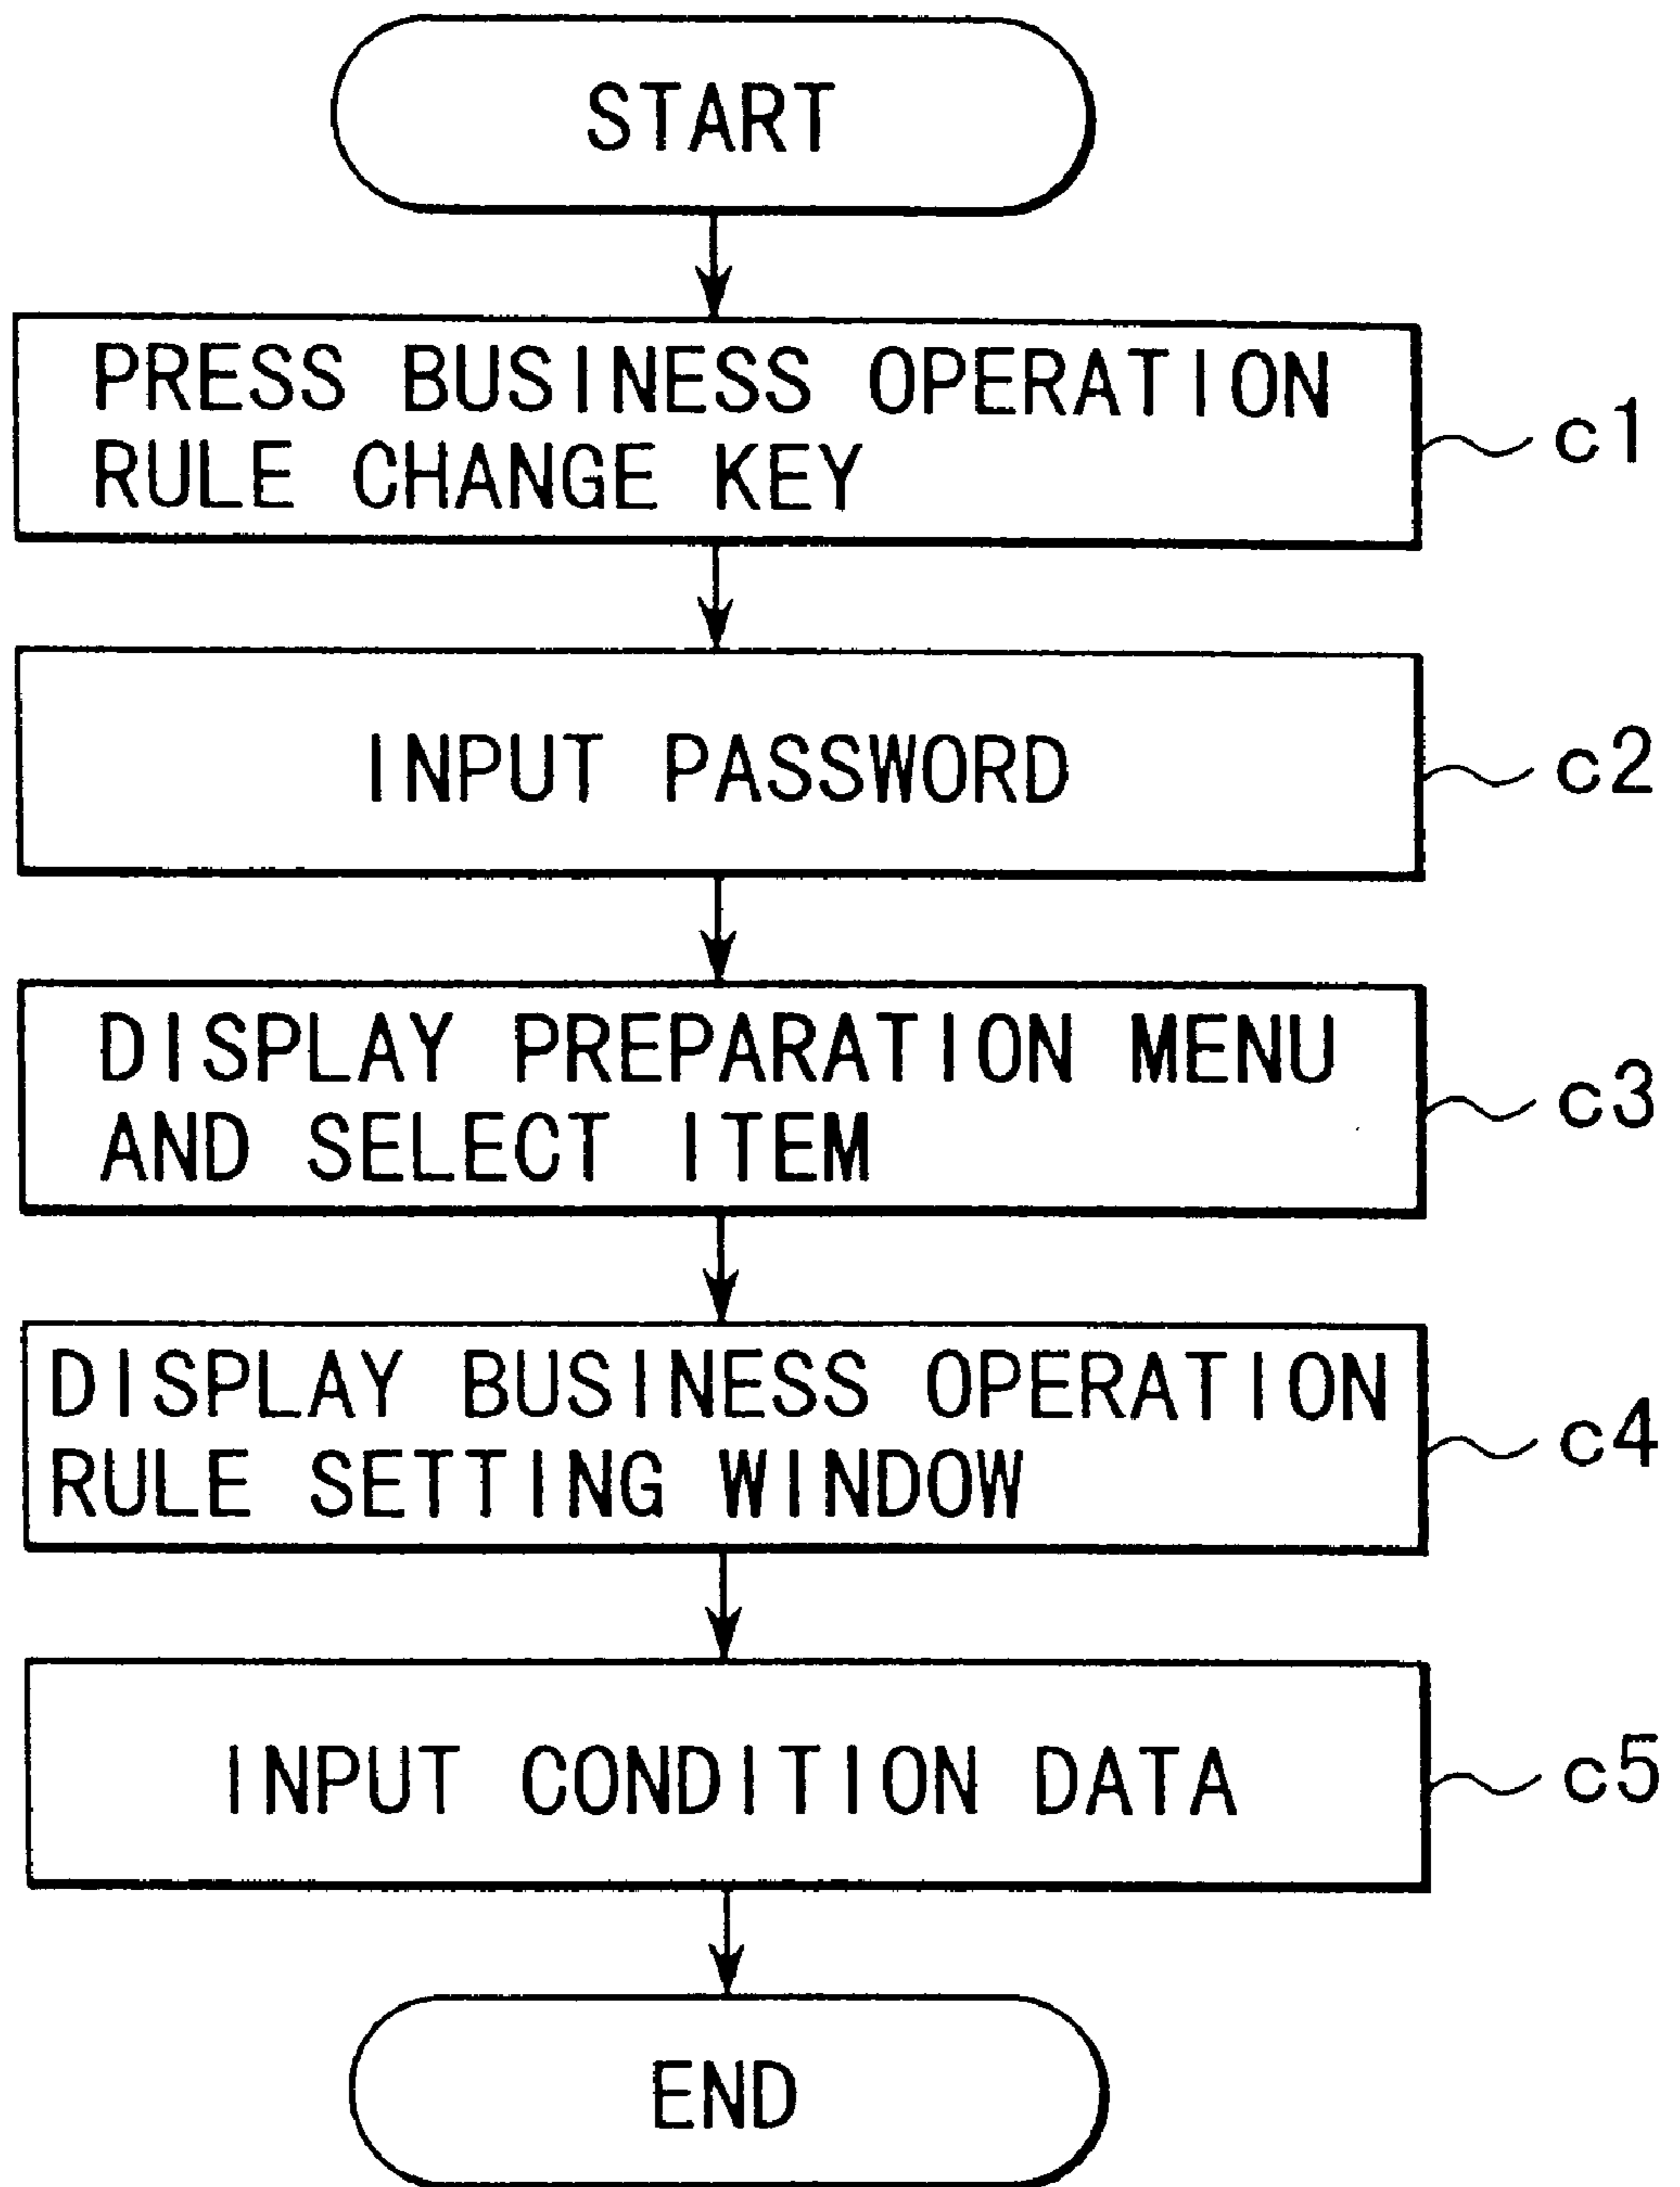 START
PRESS BUSINESS OPERATION
RULE CHANGE KEY
c1
INPUT PASSWORD
c2
DISPLAY PREPARATION MENU
AND SELECT ITEM
c3
DISPLAY BUSINESS OPERATION
RULE SETTING WINDOW
c4
INPUT CONDITION DATA
c5
END